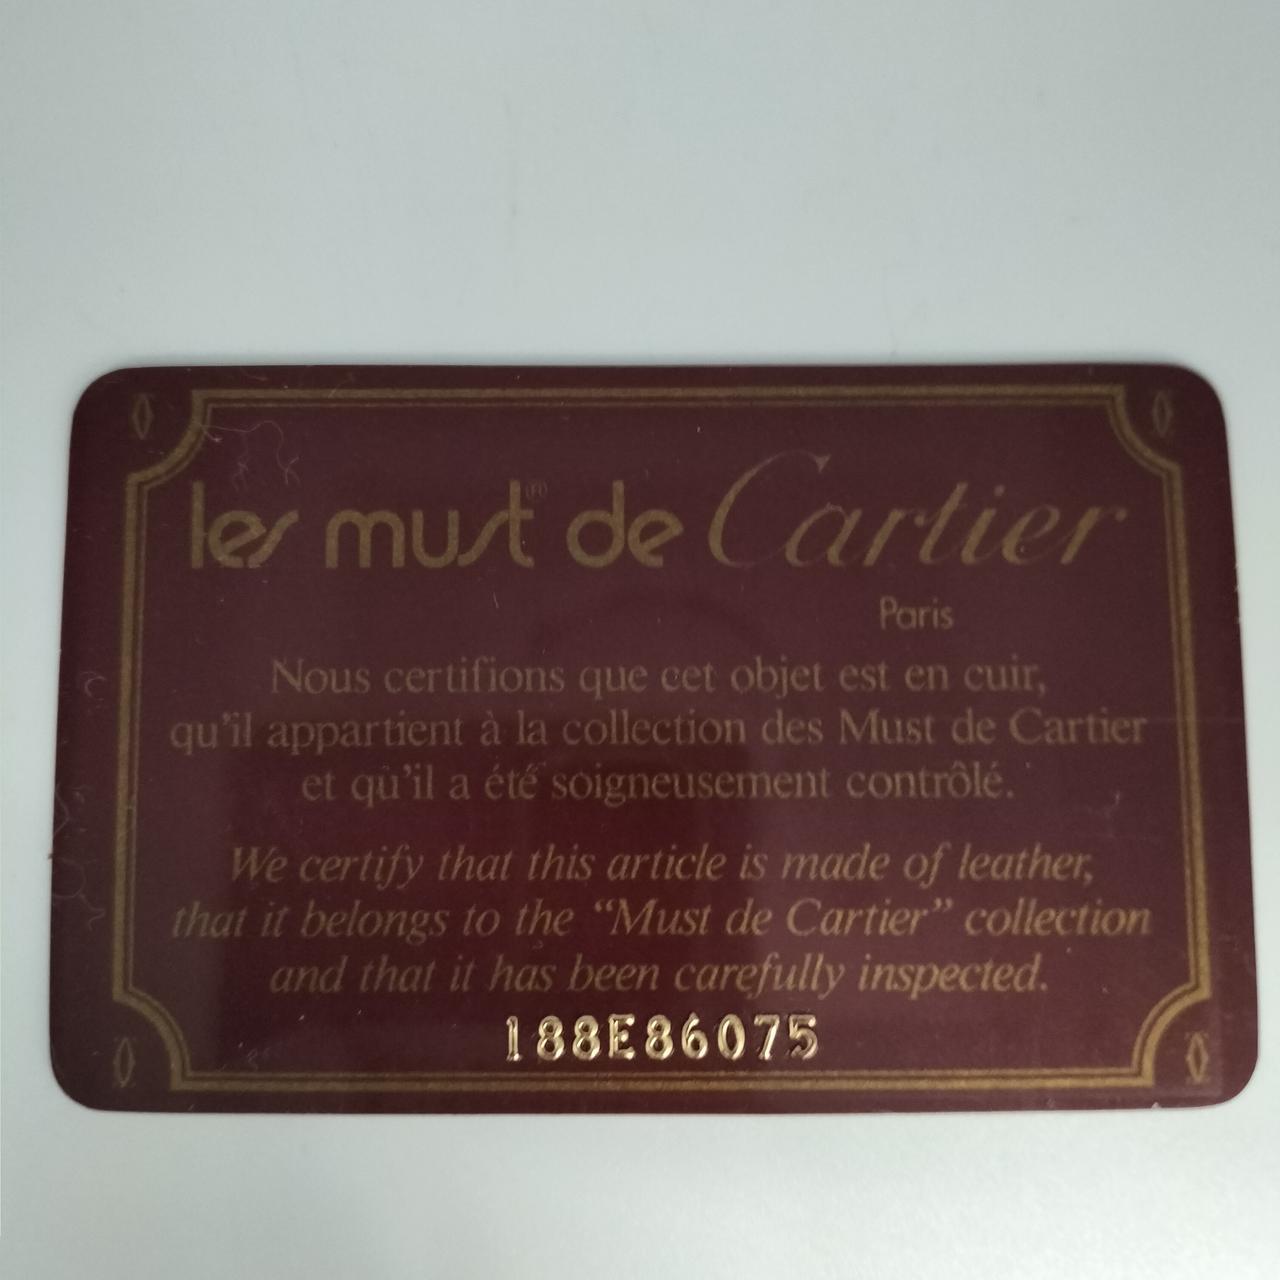 les must® de Cartier
Paris
Nous certifions que cet objet est en cuir,
qu'il appartient à la collection des Must de Cartier
et qu'il a été soigneusement contrôlé.
We certify that this article is made of leather,
that it belongs to the “Must de Cartier” collection
and that it has been carefully inspected.
188E86075